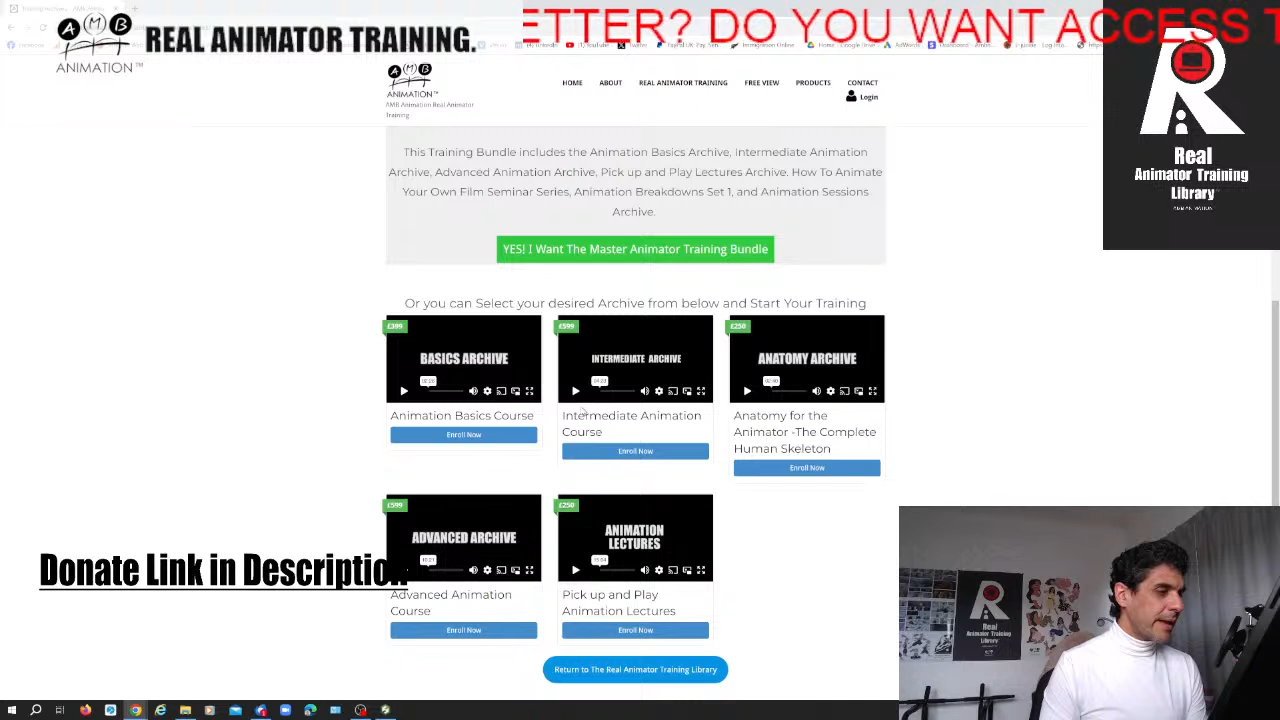 ETTER? DO YOU WANT ACCESS T
AMB
ANIMATION™
REAL ANIMATOR TRAINING.
Facebook
YouTube
AMB
ANIMATION™
AMB Animation Real Animator
Training
HOME
ABOUT
REAL ANIMATOR TRAINING
FREE VIEW
PRODUCTS
CONTACT
Login
Real
Animator Training
Library™
This Training Bundle includes the Animation Basics Archive, Intermediate Animation
Archive, Advanced Animation Archive, Pick up and Play Lectures Archive. How To Animate
Your Own Film Seminar Series, Animation Breakdowns Set 1, and Animation Sessions
Archive.
YES! I Want The Master Animator Training Bundle
Or you can Select your desired Archive from below and Start Your Training
£399
BASICS ARCHIVE
Animation Basics Course
Enroll Now
£599
INTERMEDIATE ARCHIVE
Intermediate Animation
Course
Enroll Now
£250
ANATOMY ARCHIVE
Anatomy for the
Animator -The Complete
Human Skeleton
Enroll Now
£599
ADVANCED ARCHIVE
Advanced Animation
Course
Enroll Now
£250
ANIMATION
LECTURES
Pick up and Play
Animation Lectures
Enroll Now
Donate Link in Description
Return to The Real Animator Training Library
Real
Animator Training
Library